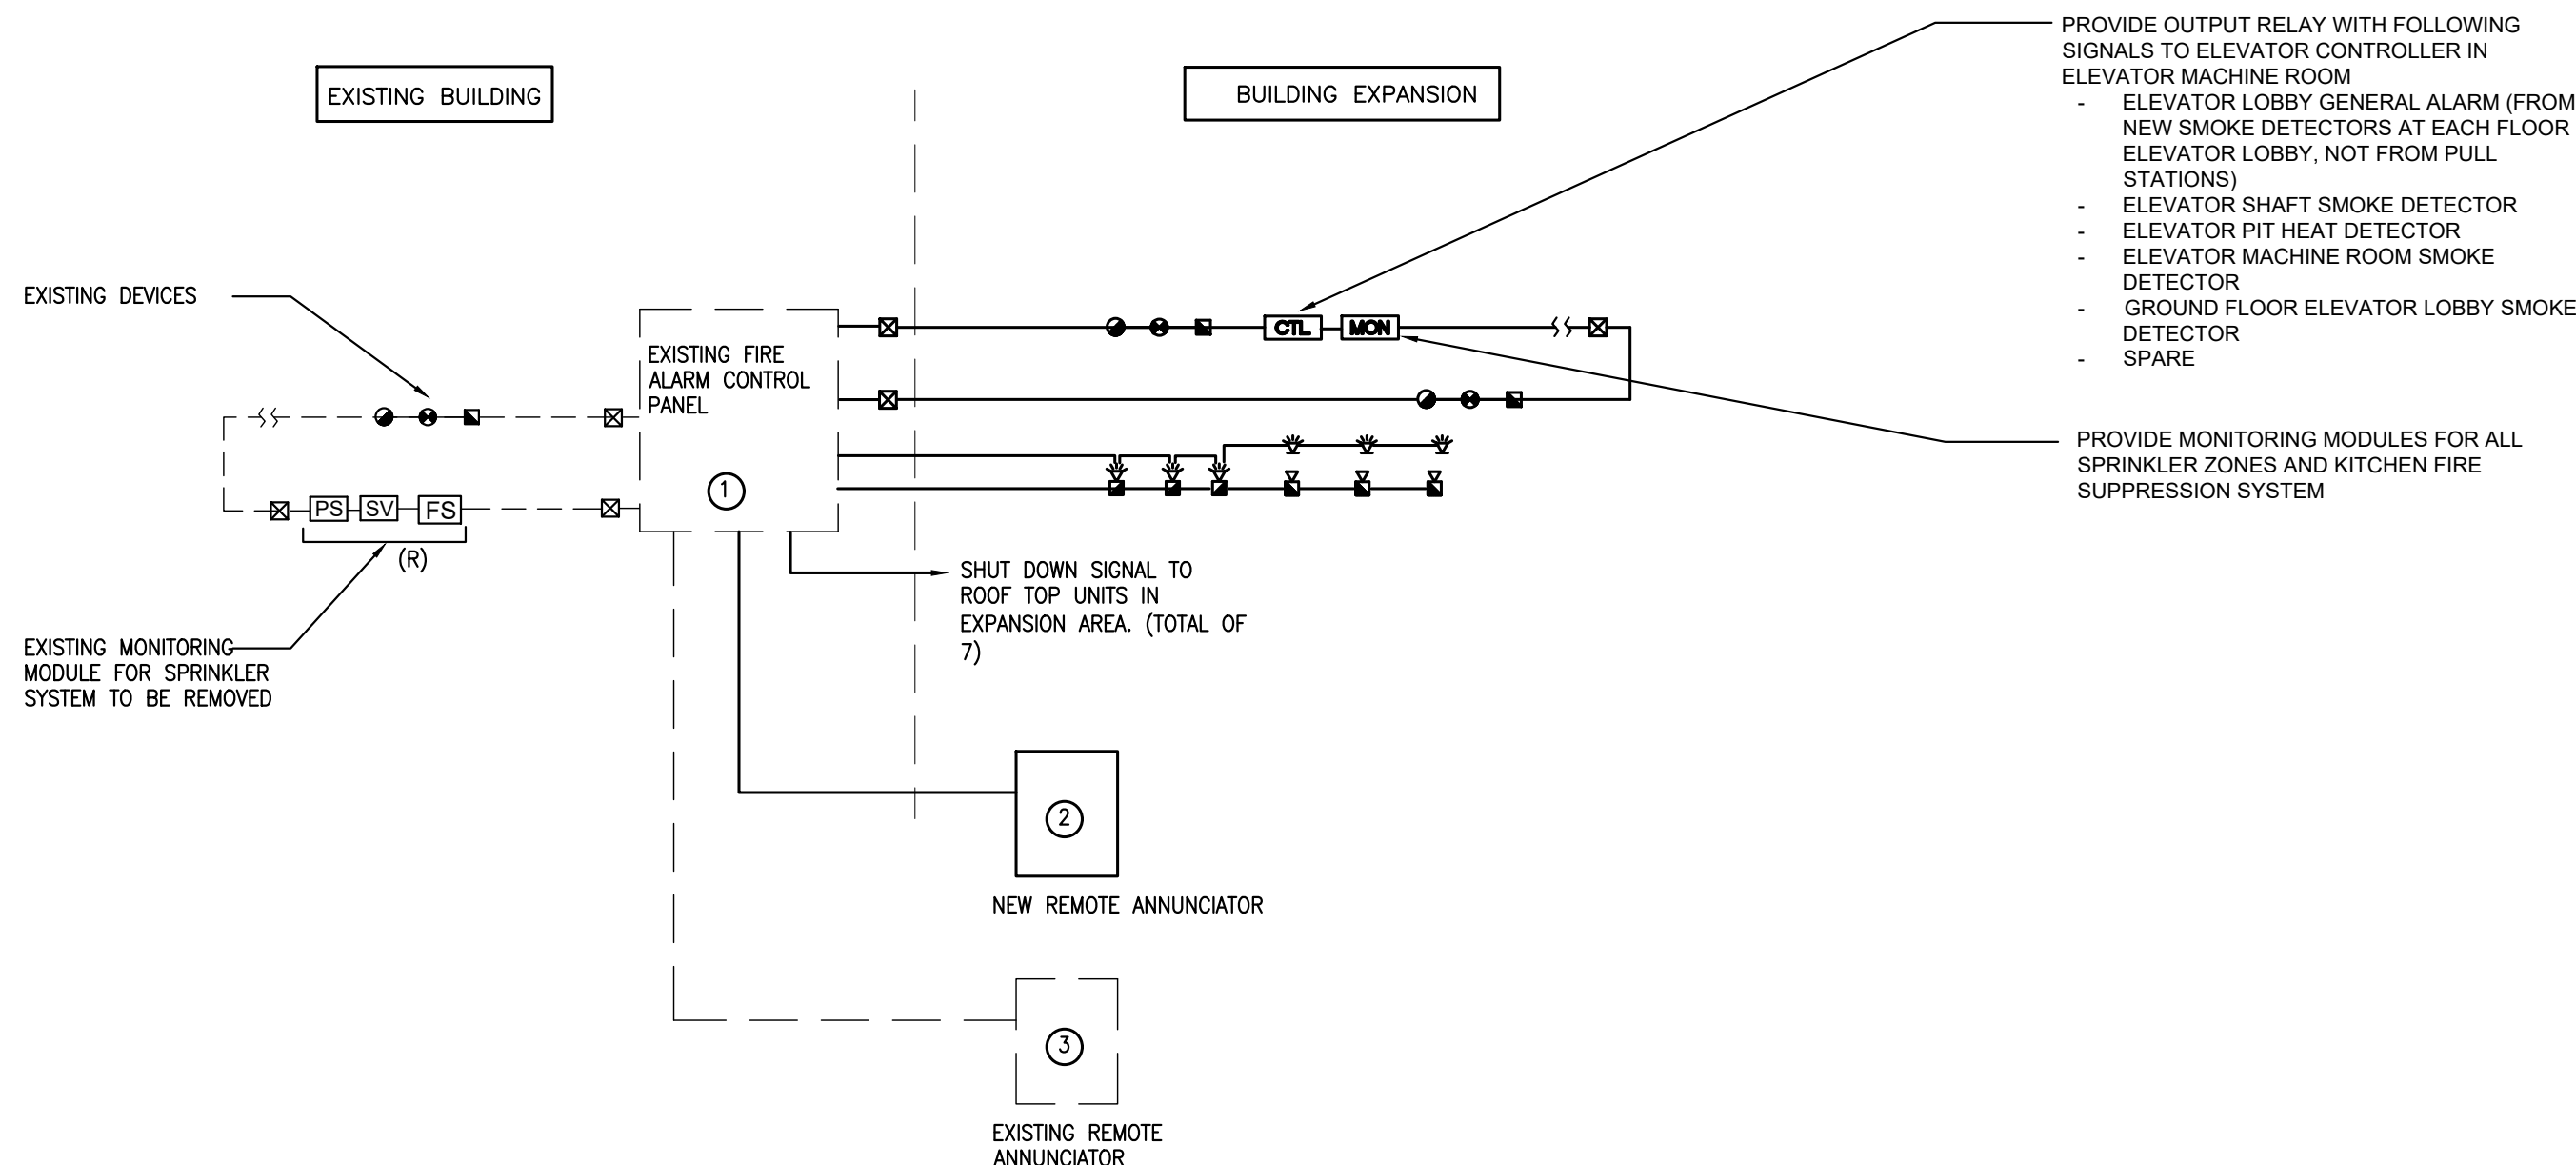 EXISTING BUILDING
BUILDING EXPANSION
PROVIDE OUTPUT RELAY WITH FOLLOWING
SIGNALS TO ELEVATOR CONTROLLER IN
ELEVATOR MACHINE ROOM
- ELEVATOR LOBBY GENERAL ALARM (FROM
NEW SMOKE DETECTORS AT EACH FLOOR
ELEVATOR LOBBY, NOT FROM PULL
STATIONS)
- ELEVATOR SHAFT SMOKE DETECTOR
- ELEVATOR PIT HEAT DETECTOR
- ELEVATOR MACHINE ROOM SMOKE
DETECTOR
- GROUND FLOOR ELEVATOR LOBBY SMOKE
DETECTOR
- SPARE
EXISTING DEVICES
EXISTING FIRE
ALARM CONTROL
PANEL
1
CTL
MON
PS
SV
FS
(R)
PROVIDE MONITORING MODULES FOR ALL
SPRINKLER ZONES AND KITCHEN FIRE
SUPPRESSION SYSTEM
SHUT DOWN SIGNAL TO
ROOF TOP UNITS IN
EXPANSION AREA. (TOTAL OF
7)
EXISTING MONITORING
MODULE FOR SPRINKLER
SYSTEM TO BE REMOVED
2
NEW REMOTE ANNUNCIATOR
3
EXISTING REMOTE
ANNUNCIATOR